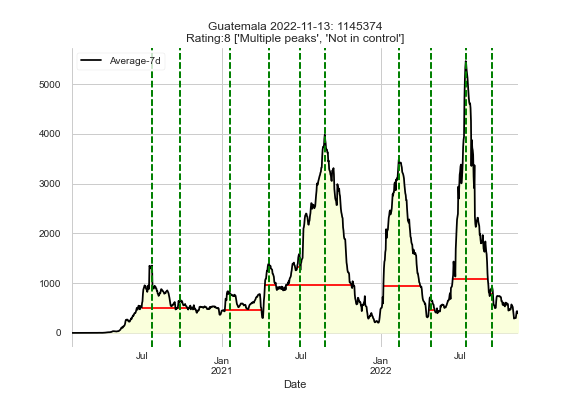 Guatemala 2022-11-13: 1145374
Rating:8 ['Multiple peaks', 'Not in control']
Average-7d
5000
4000
3000
2000
1000
0
Jul
Jan
2021
Jul
Jan
2022
Jul
Date